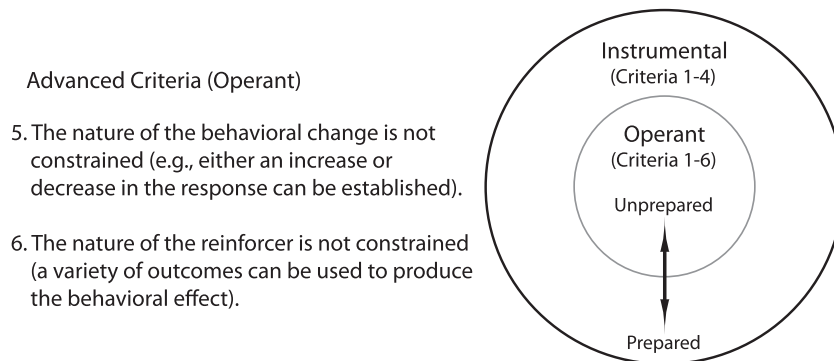 Advanced Criteria (Operant)
5. The nature of the behavioral change is not
constrained (e.g., either an increase or
decrease in the response can be established).
6. The nature of the reinforcer is not constrained
(a variety of outcomes can be used to produce
the behavioral effect).
Instrumental
(Criteria 1-4)
Operant
(Criteria 1-6)
Unprepared
Prepared